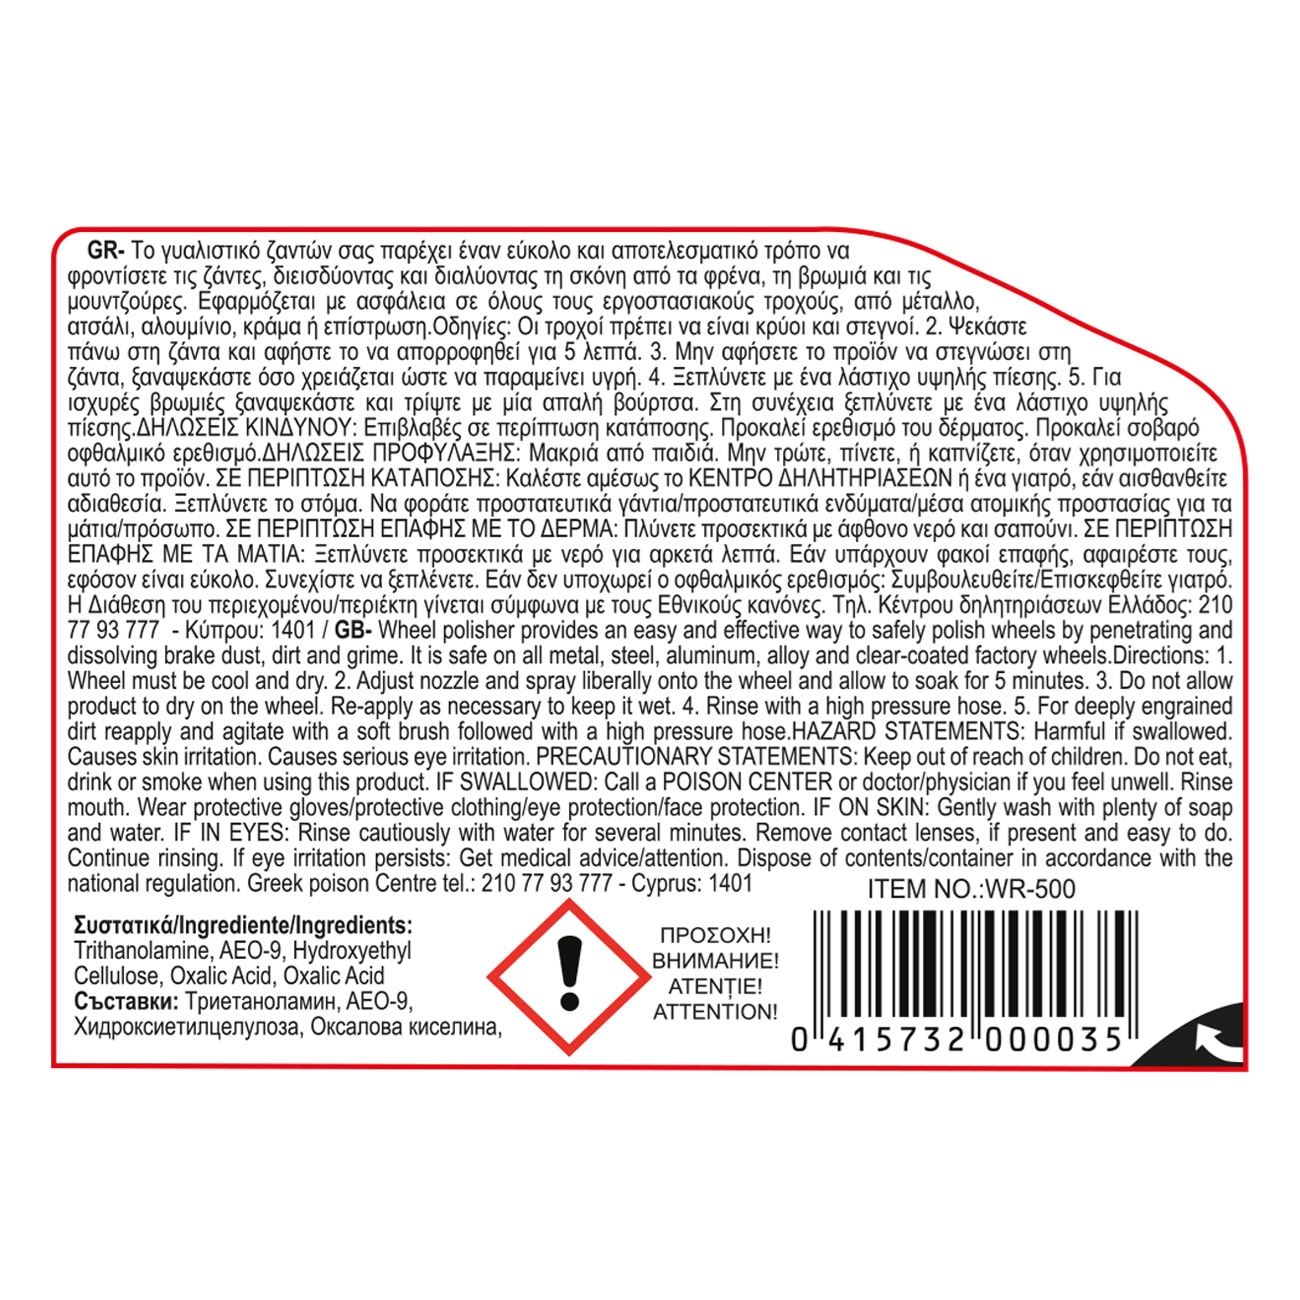 GR- Το γυαλιστικό ζαντών σας παρέχει έναν εύκολο και αποτελεσματικό τρόπο να
φροντίσετε τις ζάντες, διεισδύοντας και διαλύοντας τη σκόνη από τα φρένα, τη βρωμιά και τις
μουντζούρες. Εφαρμόζεται με ασφάλεια σε όλους τους εργοστασιακούς τροχούς, από μέταλλο,
ατσάλι, αλουμίνιο, κράμα ή επίστρωση.Οδηγίες: Οι τροχοί πρέπει να είναι κρύοι και στεγνοί. 2. Ψεκάστε
πάνω στη ζάντα και αφήστε το να απορροφηθεί για 5 λεπτά. 3. Μην αφήσετε το προϊόν να στεγνώσει στη
ζάντα, ξαναψεκάστε όσο χρειάζεται ώστε να παραμείνει υγρή. 4. Ξεπλύνετε με ένα λάστιχο υψηλής πίεσης. 5. Για
ισχυρές βρωμιές ξαναψεκάστε και τρίψτε με μία απαλή βούρτσα. Στη συνέχεια ξεπλύνετε με ένα λάστιχο υψηλής
πίεσης.ΔΗΛΩΣΕΙΣ ΚΙΝΔΥΝΟΥ: Επιβλαβές σε περίπτωση κατάποσης. Προκαλεί ερεθισμό του δέρματος. Προκαλεί σοβαρό
οφθαλμικό ερεθισμό.ΔΗΛΩΣΕΙΣ ΠΡΟΦΥΛΑΞΗΣ: Μακριά από παιδιά. Μην τρώτε, πίνετε, ή καπνίζετε, όταν χρησιμοποιείτε
αυτό το προϊόν. ΣΕ ΠΕΡΙΠΤΩΣΗ ΚΑΤΑΠΟΣΗΣ: Καλέστε αμέσως το ΚΕΝΤΡΟ ΔΗΛΗΤΗΡΙΑΣΕΩΝ ή ένα γιατρό, εάν αισθανθείτε
αδιαθεσία. Ξεπλύνετε το στόμα. Να φοράτε προστατευτικά γάντια/προστατευτικά ενδύματα/μέσα ατομικής προστασίας για τα
μάτια/πρόσωπο. ΣΕ ΠΕΡΙΠΤΩΣΗ ΕΠΑΦΗΣ ΜΕ ΤΟ ΔΕΡΜΑ: Πλύνετε προσεκτικά με άφθονο νερό και σαπούνι. ΣΕ ΠΕΡΙΠΤΩΣΗ
ΕΠΑΦΗΣ ΜΕ ΤΑ ΜΑΤΙΑ: Ξεπλύνετε προσεκτικά με νερό για αρκετά λεπτά. Εάν υπάρχουν φακοί επαφής, αφαιρέστε τους,
εφόσον είναι εύκολο. Συνεχίστε να ξεπλένετε. Εάν δεν υποχωρεί ο οφθαλμικός ερεθισμός: Συμβουλευθείτε/Επισκεφθείτε γιατρό.
Η Διάθεση του περιεχομένου/περιέκτη γίνεται σύμφωνα με τους Εθνικούς κανόνες. Τηλ. Κέντρου δηλητηριάσεων Ελλάδος: 210
77 93 777 - Κύπρου: 1401 / GB- Wheel polisher provides an easy and effective way to safely polish wheels by penetrating and
dissolving brake dust, dirt and grime. It is safe on all metal, steel, aluminum, alloy and clear-coated factory wheels.Directions: 1.
Wheel must be cool and dry. 2. Adjust nozzle and spray liberally onto the wheel and allow to soak for 5 minutes. 3. Do not allow
product to dry on the wheel. Re-apply as necessary to keep it wet. 4. Rinse with a high pressure hose. 5. For deeply engrained
dirt reapply and agitate with a soft brush followed with a high pressure hose.HAZARD STATEMENTS: Harmful if swallowed.
Causes skin irritation. Causes serious eye irritation. PRECAUTIONARY STATEMENTS: Keep out of reach of children. Do not eat,
drink or smoke when using this product. IF SWALLOWED: Call a POISON CENTER or doctor/physician if you feel unwell. Rinse
mouth. Wear protective gloves/protective clothing/eye protection/face protection. IF ON SKIN: Gently wash with plenty of soap
and water. IF IN EYES: Rinse cautiously with water for several minutes. Remove contact lenses, if present and easy to do.
Continue rinsing. If eye irritation persists: Get medical advice/attention. Dispose of contents/container in accordance with the
national regulation. Greek poison Centre tel.: 210 77 93 777 - Cyprus: 1401
ITEM NO.:WR-500
Συστατικά/Ingrediente/Ingredients:
Trithanolamine, AEO-9, Hydroxyethyl
Cellulose, Oxalic Acid, Oxalic Acid
Съставки: Триетаноламин, AEO-9,
Хидроксиетилцелулоза, Оксалова киселина,
ΠΡΟΣΟΧΗ!
ВНИМАНИЕ!
ATENȚIE!
ATTENTION!
0 415732 000035